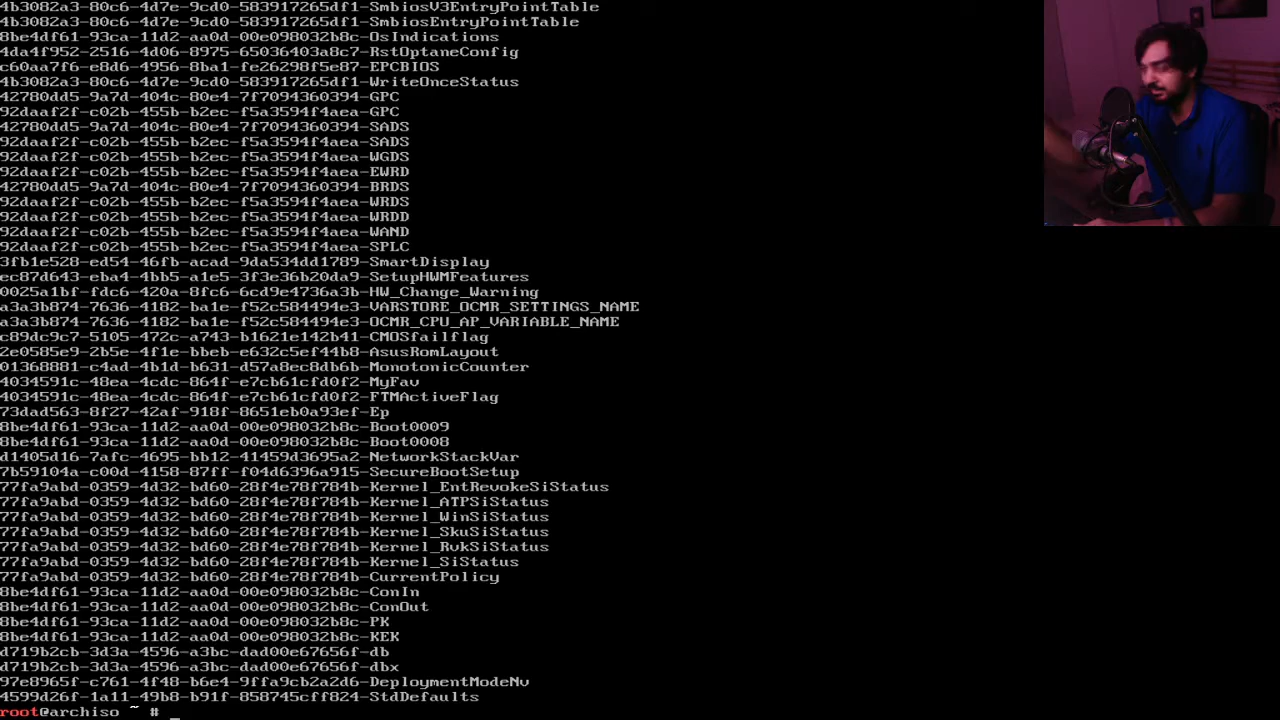 4b3082a3-80c6-4d7e-9cd0-583917265df1-SmbiosV3EntryPointTable
4b3082a3-80c6-4d7e-9cd0-583917265df1-SmbiosEntryPointTable
8be4df61-93ca-11d2-aa0d-00e098032b8c-OsIndications
4da4f952-2516-4d06-8975-65036403a8c7-RstOptaneConfig
c60aa7f6-e8d6-4956-8ba1-fe26298f5e87-EPCBIOS
4b3082a3-80c6-4d7e-9cd0-583917265df1-WriteOnceStatus
42780dd5-9a7d-404c-80e4-7f7094360394-GPC
92daaf2f-c02b-455b-b2ec-f5a3594f4aea-GPC
42780dd5-9a7d-404c-80e4-7f7094360394-SADS
92daaf2f-c02b-455b-b2ec-f5a3594f4aea-SADS
92daaf2f-c02b-455b-b2ec-f5a3594f4aea-WGDS
92daaf2f-c02b-455b-b2ec-f5a3594f4aea-EWRD
42780dd5-9a7d-404c-80e4-7f7094360394-BRDS
92daaf2f-c02b-455b-b2ec-f5a3594f4aea-WRDS
92daaf2f-c02b-455b-b2ec-f5a3594f4aea-WRDD
92daaf2f-c02b-455b-b2ec-f5a3594f4aea-WAND
92daaf2f-c02b-455b-b2ec-f5a3594f4aea-SPLC
3fb1e528-ed54-46fb-acad-9da534dd1789-SmartDisplay
ec87d643-eba4-4bb5-a1e5-3f3e36b20da9-SetupHWMFeatures
0025a1bf-fdc6-420a-8fc6-6cd9e4736a3b-HW_Change_Warning
a3a3b874-7636-4182-ba1e-f52c584494e3-VARSTORE_OCMR_SETTINGS_NAME
a3a3b874-7636-4182-ba1e-f52c584494e3-OCMR_CPU_AP_VARIABLE_NAME
c89dc9c7-5105-472c-a743-b1621e142b41-CMOSfailflag
2e0585e9-2b5e-4f1e-bbeb-e632c5ef44b8-AsusRomLayout
01368881-c4ad-4b1d-b631-d57a8ec8db6b-MonotonicCounter
4034591c-48ea-4cdc-864f-e7cb61cfd0f2-MyFav
4034591c-48ea-4cdc-864f-e7cb61cfd0f2-FTMActiveFlag
73dad563-8f27-42af-918f-8651eb0a93ef-Ep
8be4df61-93ca-11d2-aa0d-00e098032b8c-Boot0009
8be4df61-93ca-11d2-aa0d-00e098032b8c-Boot0008
d1405d16-7afc-4695-bb12-41459d3695a2-NetworkStackVar
7b59104a-c00d-4158-87ff-f04d6396a915-SecureBootSetup
77fa9abd-0359-4d32-bd60-28f4e78f784b-Kernel_EntRevokeSiStatus
77fa9abd-0359-4d32-bd60-28f4e78f784b-Kernel_ATPSiStatus
77fa9abd-0359-4d32-bd60-28f4e78f784b-Kernel_WinSiStatus
77fa9abd-0359-4d32-bd60-28f4e78f784b-Kernel_SkuSiStatus
77fa9abd-0359-4d32-bd60-28f4e78f784b-Kernel_RvkSiStatus
77fa9abd-0359-4d32-bd60-28f4e78f784b-Kernel_SiStatus
77fa9abd-0359-4d32-bd60-28f4e78f784b-CurrentPolicy
8be4df61-93ca-11d2-aa0d-00e098032b8c-ConIn
8be4df61-93ca-11d2-aa0d-00e098032b8c-ConOut
8be4df61-93ca-11d2-aa0d-00e098032b8c-PK
8be4df61-93ca-11d2-aa0d-00e098032b8c-KEK
d719b2cb-3d3a-4596-a3bc-dad00e67656f-db
d719b2cb-3d3a-4596-a3bc-dad00e67656f-dbx
97e8965f-c761-4f48-b6e4-9ffa9cb2a2d6-DeploymentModeNv
4599d26f-1a11-49b8-b91f-858745cff824-StdDefaults
root@archiso ~ # _